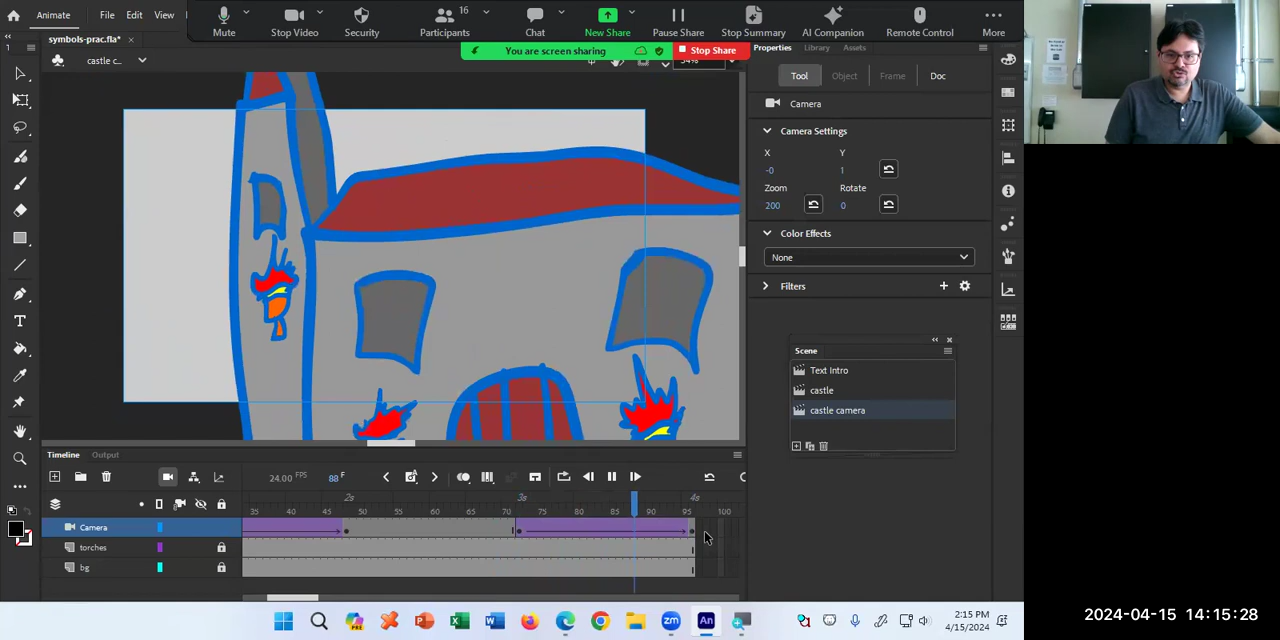 Animate
File Edit View
Mute
Stop Video
Security
Participants
16
Chat
New Share
Pause Share
Stop Summary
AI Companion
Remote Control
More
You are screen sharing
Stop Share
symbols-prac.fla*
castle c...
Properties
Library
Assets
Tool
Object
Frame
Doc
Camera
Camera Settings
X
Y
-0
1
Zoom
Rotate
200
0
Color Effects
None
Filters
Scene
Text Intro
castle
castle camera
Timeline
Output
24.00 FPS
88 F
2s
3s
4s
35 40 45 50 55 60 65 70 75 80 85 90 95 100
Camera
torches
bg
2:15 PM
4/15/2024
2024-04-15 14:15:28